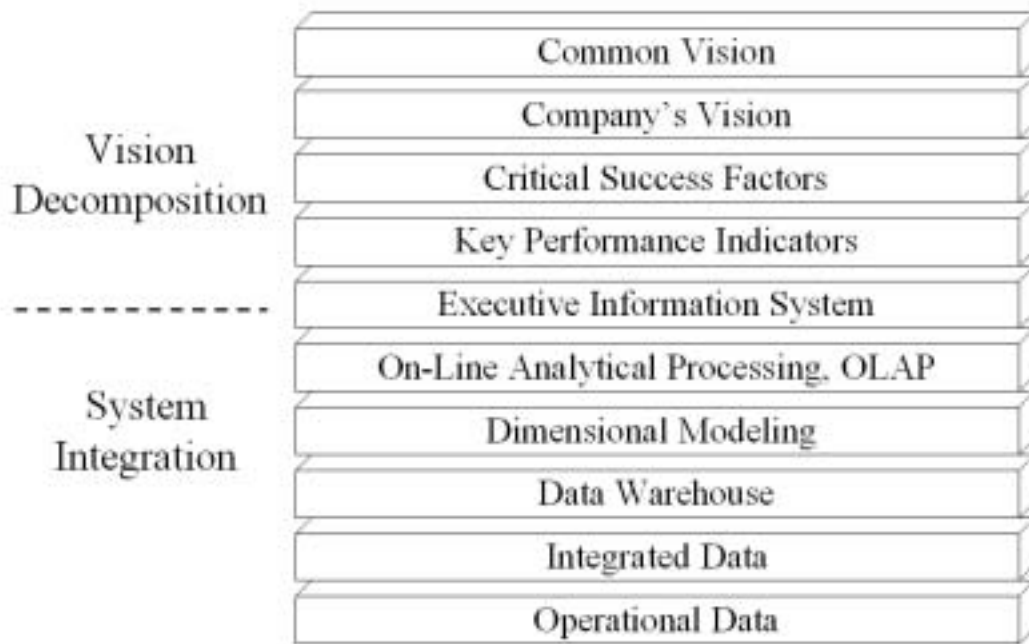 Common Vision
Company's Vision
Vision
Decomposition
Critical Success Factors
Key Performance Indicators
Executive Information System
On-Line Analytical Processing, OLAP
System
Integration
Dimensional Modeling
Data Warehouse
Integrated Data
Operational Data